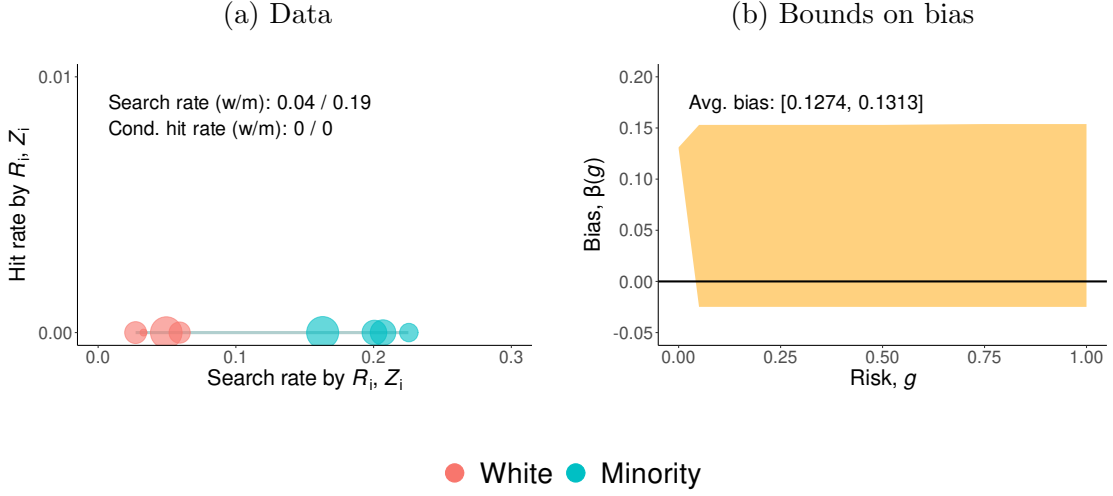 (a) Data
Search rate (w/m): 0.04 / 0.19
Cond. hit rate (w/m): 0 / 0
Hit rate by Rᵢ, Zᵢ
0.01
0.00
0.0 0.1 0.2 0.3
Search rate by Rᵢ, Zᵢ
(b) Bounds on bias
Avg. bias: [0.1274, 0.1313]
Bias, β(g)
0.20
0.15
0.10
0.05
0.00
-0.05
0.00 0.25 0.50 0.75 1.00
Risk, g
White Minority